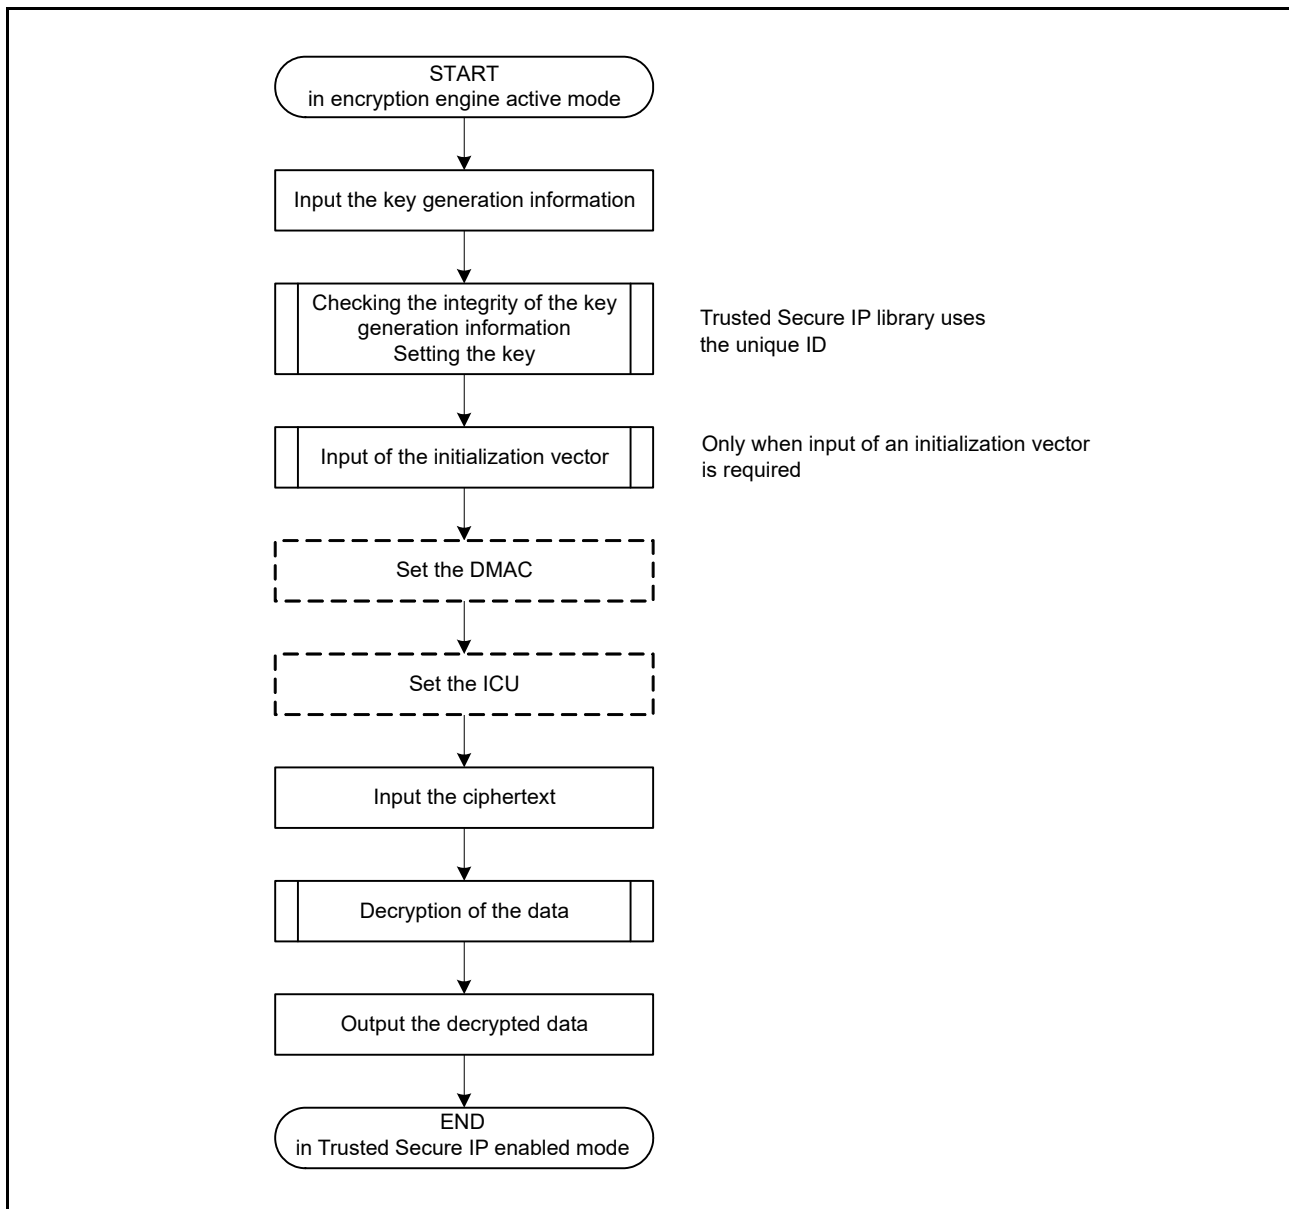 START
in encryption engine active mode
Input the key generation information
Checking the integrity of the key
generation information
Setting the key
Trusted Secure IP library uses
the unique ID
Input of the initialization vector
Only when input of an initialization vector
is required
Set the DMAC
Set the ICU
Input the ciphertext
Decryption of the data
Output the decrypted data
END
in Trusted Secure IP enabled mode